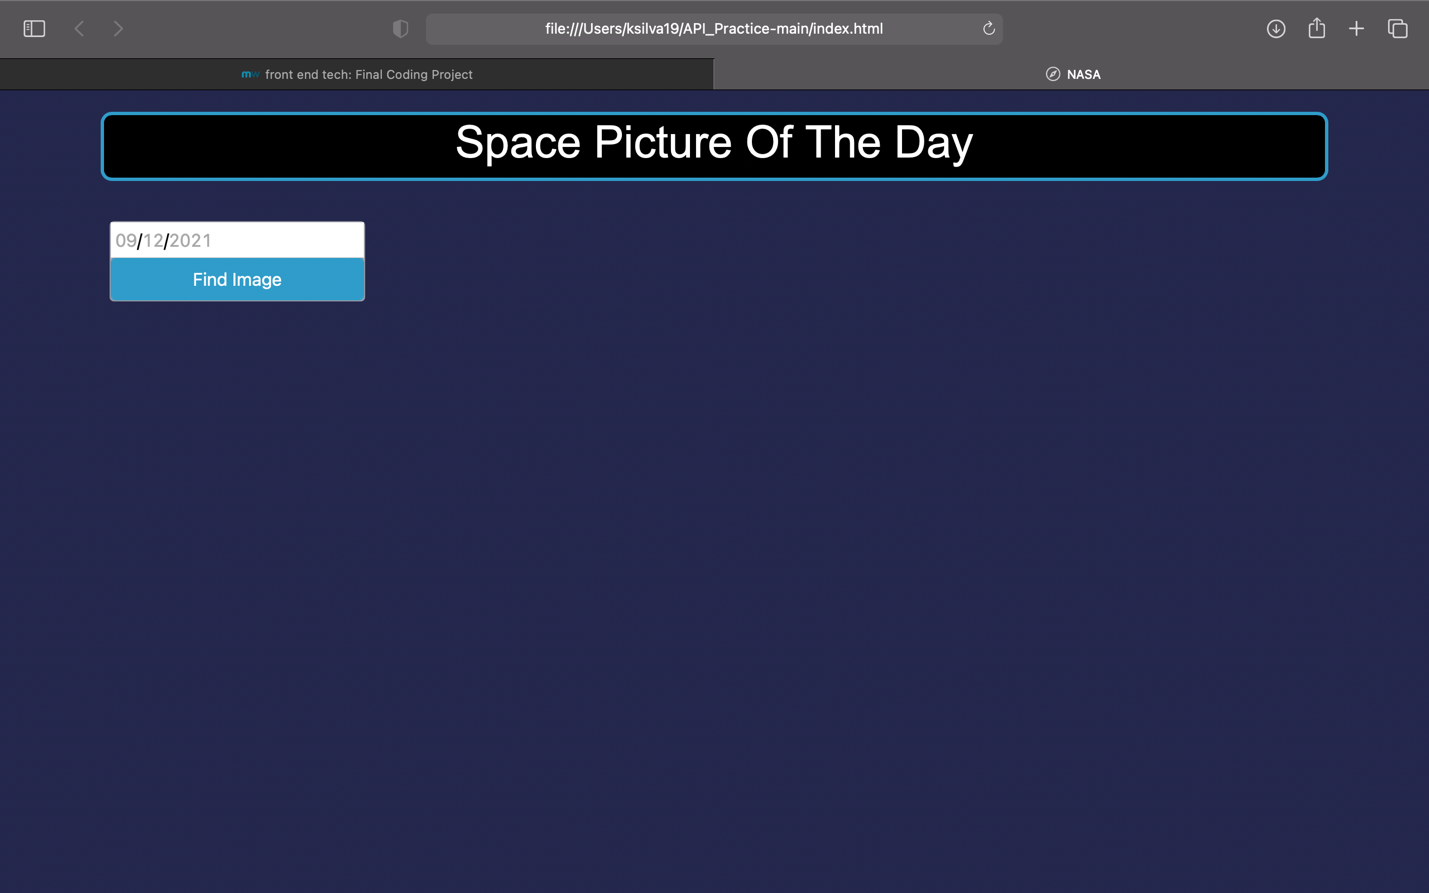 file:///Users/ksilva19/API_Practice-main/index.html
mw front end tech: Final Coding Project
NASA
Space Picture Of The Day
09/12/2021
Find Image